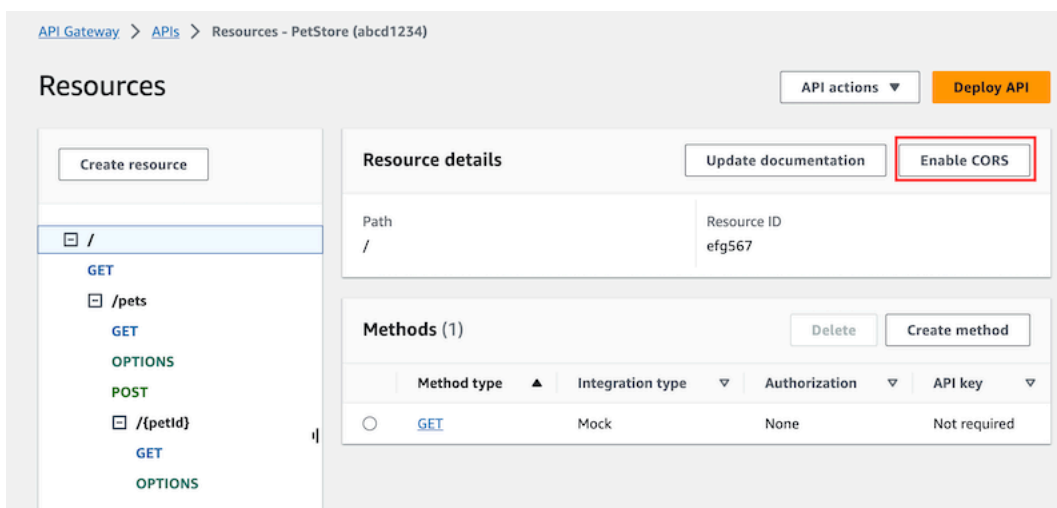 API Gateway > APIs > Resources - PetStore (abcd1234)
Resources
API actions ▼
Deploy API
Create resource
/
GET
/pets
GET
OPTIONS
POST
/{petId}
GET
OPTIONS
Resource details
Update documentation
Enable CORS
Path
/
Resource ID
efg567
Methods (1)
Delete
Create method
Method type ▲ Integration type ▽ Authorization ▽ API key ▽
GET Mock None Not required